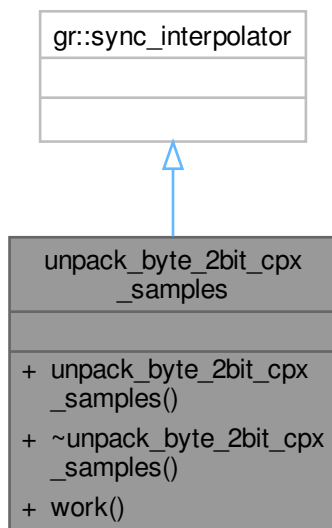 gr::sync_interpolator
unpack_byte_2bit_cpx
_samples
+ unpack_byte_2bit_cpx
_samples()
+ ~unpack_byte_2bit_cpx
_samples()
+ work()